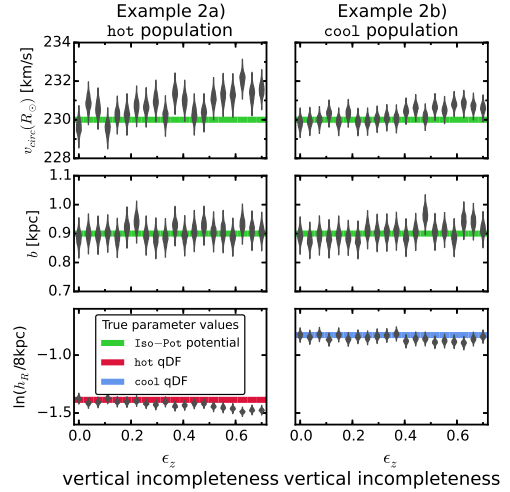 Example 2a)
hot population
Example 2b)
cool population
v_circ(R_⊙) [km/s]
234
232
230
228
b [kpc]
1.1
1.0
0.9
0.8
0.7
ln(h_R/8kpc)
−1.0
−1.5
True parameter values
Iso−Pot potential
hot qDF
cool qDF
0.0 0.2 0.4 0.6
0.0 0.2 0.4 0.6
ϵ_z
ϵ_z
vertical incompleteness
vertical incompleteness